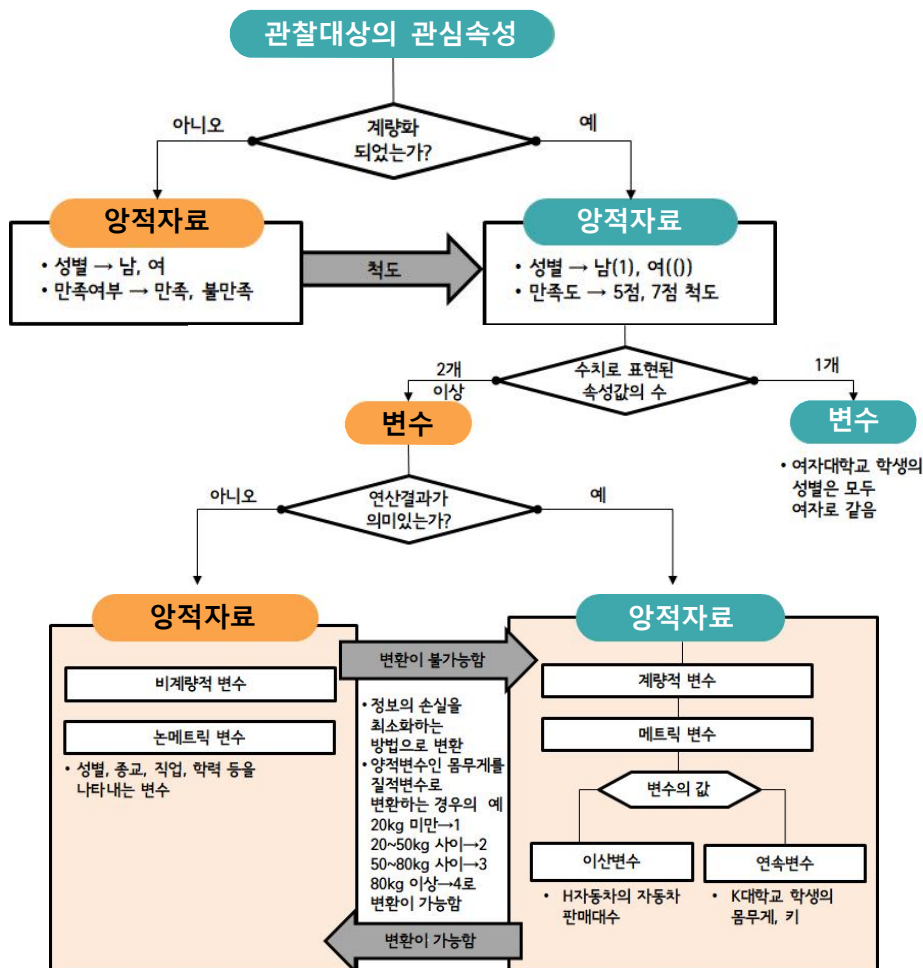 관찰대상의 관심속성
아니오
계량화
되었는가?
예
앙적자료
• 성별 → 남, 여
• 만족여부 → 만족, 불만족
척도
앙적자료
• 성별 → 남(1), 여(())
• 만족도 → 5점, 7점 척도
2개
이상
수치로 표현된
속성값의 수
1개
변수
변수
• 여자대학교 학생의
성별은 모두
여자로 같음
아니오
연산결과가
의미있는가?
예
앙적자료
비계량적 변수
논메트릭 변수
• 성별, 종교, 직업, 학력 등을
나타내는 변수
변환이 불가능함
• 정보의 손실을
최소화하는
방법으로 변환
• 양적변수인 몸무게를
질적변수로
변환하는 경우의 예
20kg 미만→1
20~50kg 사이→2
50~80kg 사이→3
80kg 이상→4로
변환이 가능함
변환이 가능함
앙적자료
계량적 변수
메트릭 변수
변수의 값
이산변수
• H자동차의 자동차
판매대수
연속변수
• K대학교 학생의
몸무게, 키